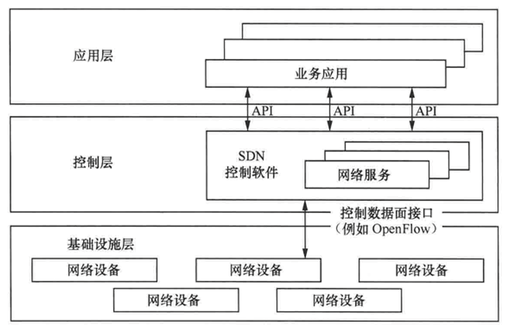 应用层
业务应用
API API API
控制层
SDN
控制软件
网络服务
控制数据面接口
（例如 OpenFlow）
基础设施层
网络设备 网络设备 网络设备
网络设备 网络设备